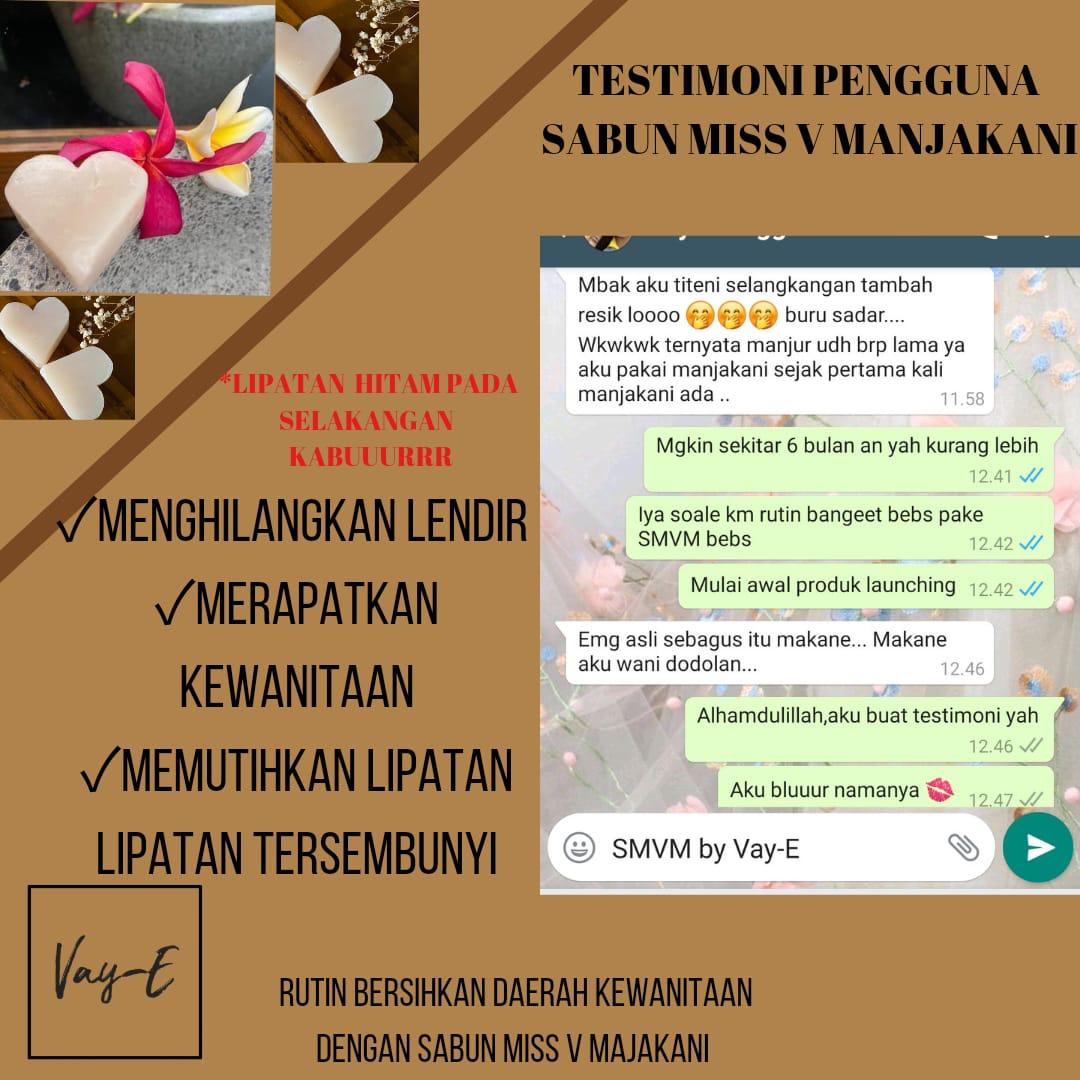 TESTIMONI PENGGUNA
SABUN MISS V MANJAKANI
Mbak aku titeni selangkangan tambah
resik loooo 🤭🤭🤭 buru sadar....
Wkwkwk ternyata manjur udh brp lama ya
aku pakai manjakani sejak pertama kali
manjakani ada ..
11.58
Mgkin sekitar 6 bulan an yah kurang lebih
12.41
Iya soale km rutin bangeet bebs pake
SMVM bebs
12.42
Mulai awal produk launching
12.42
Emg asli sebagus itu makane... Makane
aku wani dodolan...
12.46
Alhamdulillah,aku buat testimoni yah
12.46
Aku bluuur namanya 💋
12.47
SMVM by Vay-E
*LIPATAN HITAM PADA
SELAKANGAN
KABUUURRR
✓MENGHILANGKAN LENDIR
✓MERAPATKAN
KEWANITAAN
✓MEMUTIHKAN LIPATAN
LIPATAN TERSEMBUNYI
Vay-E
RUTIN BERSIHKAN DAERAH KEWANITAAN
DENGAN SABUN MISS V MAJAKANI